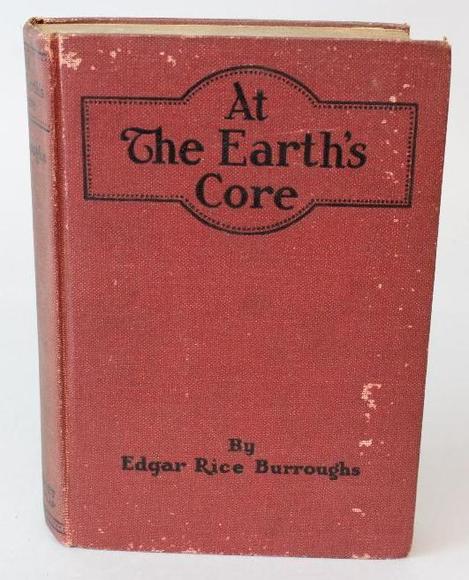 At
The Earth's
Core
By
Edgar Rice Burroughs